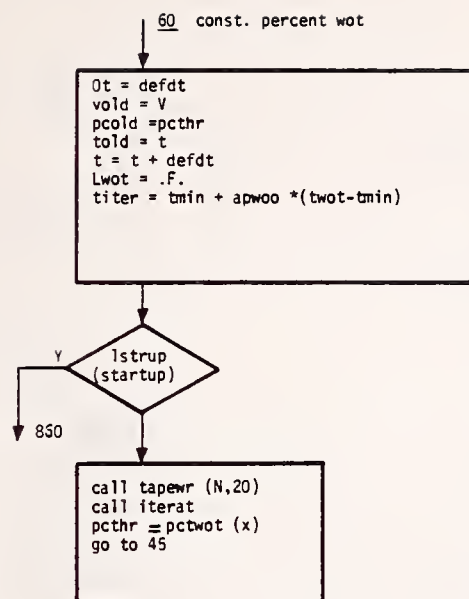 60 const. percent wot
Dt = defdt
vold = V
pcold =pcthr
told = t
t = t + defdt
Lwot = .F.
titer = tmin + apwoo *(twot-tmin)
Y
lstrup
(startup)
850
call tapewr (N,20)
call iterat
pcthr = pctwot (x)
go to 45